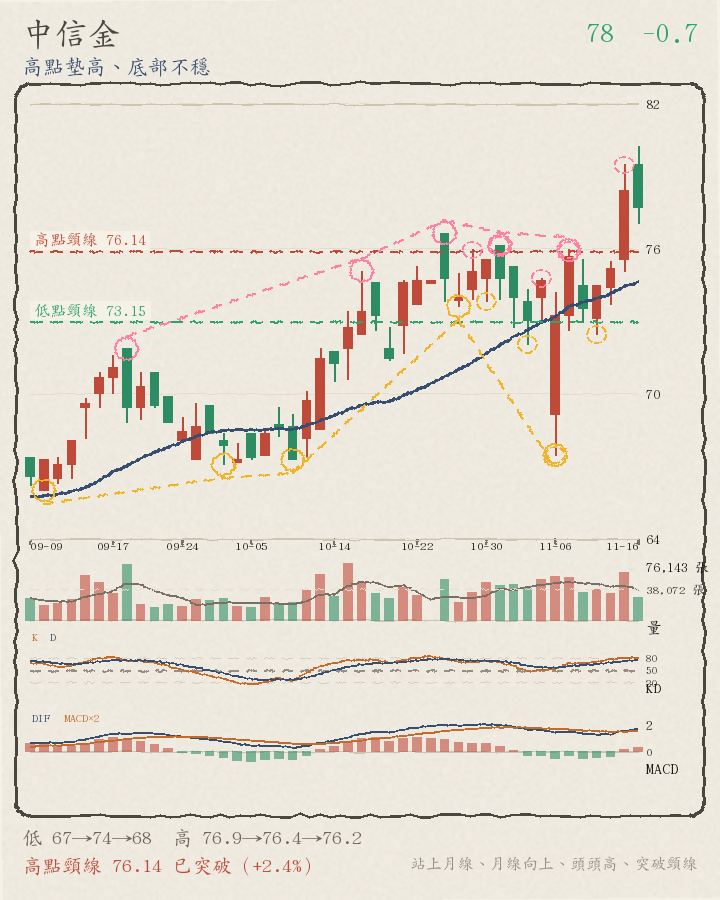 中信金
78 -0.7
高點墊高、底部不穩
82
高點頸線 76.14
76
低點頸線 73.15
70
64
09-09 09-17 09-24 10-05 10-14 10-22 10-30 11-06 11-16
76,143 張
38,072 張
量
K D
80
50
20
KD
DIF MACD×2
2
0
MACD
低 67→74→68 高 76.9→76.4→76.2
高點頸線 76.14 已突破 (+2.4%)
站上月線、月線向上、頭頭高、突破頸線